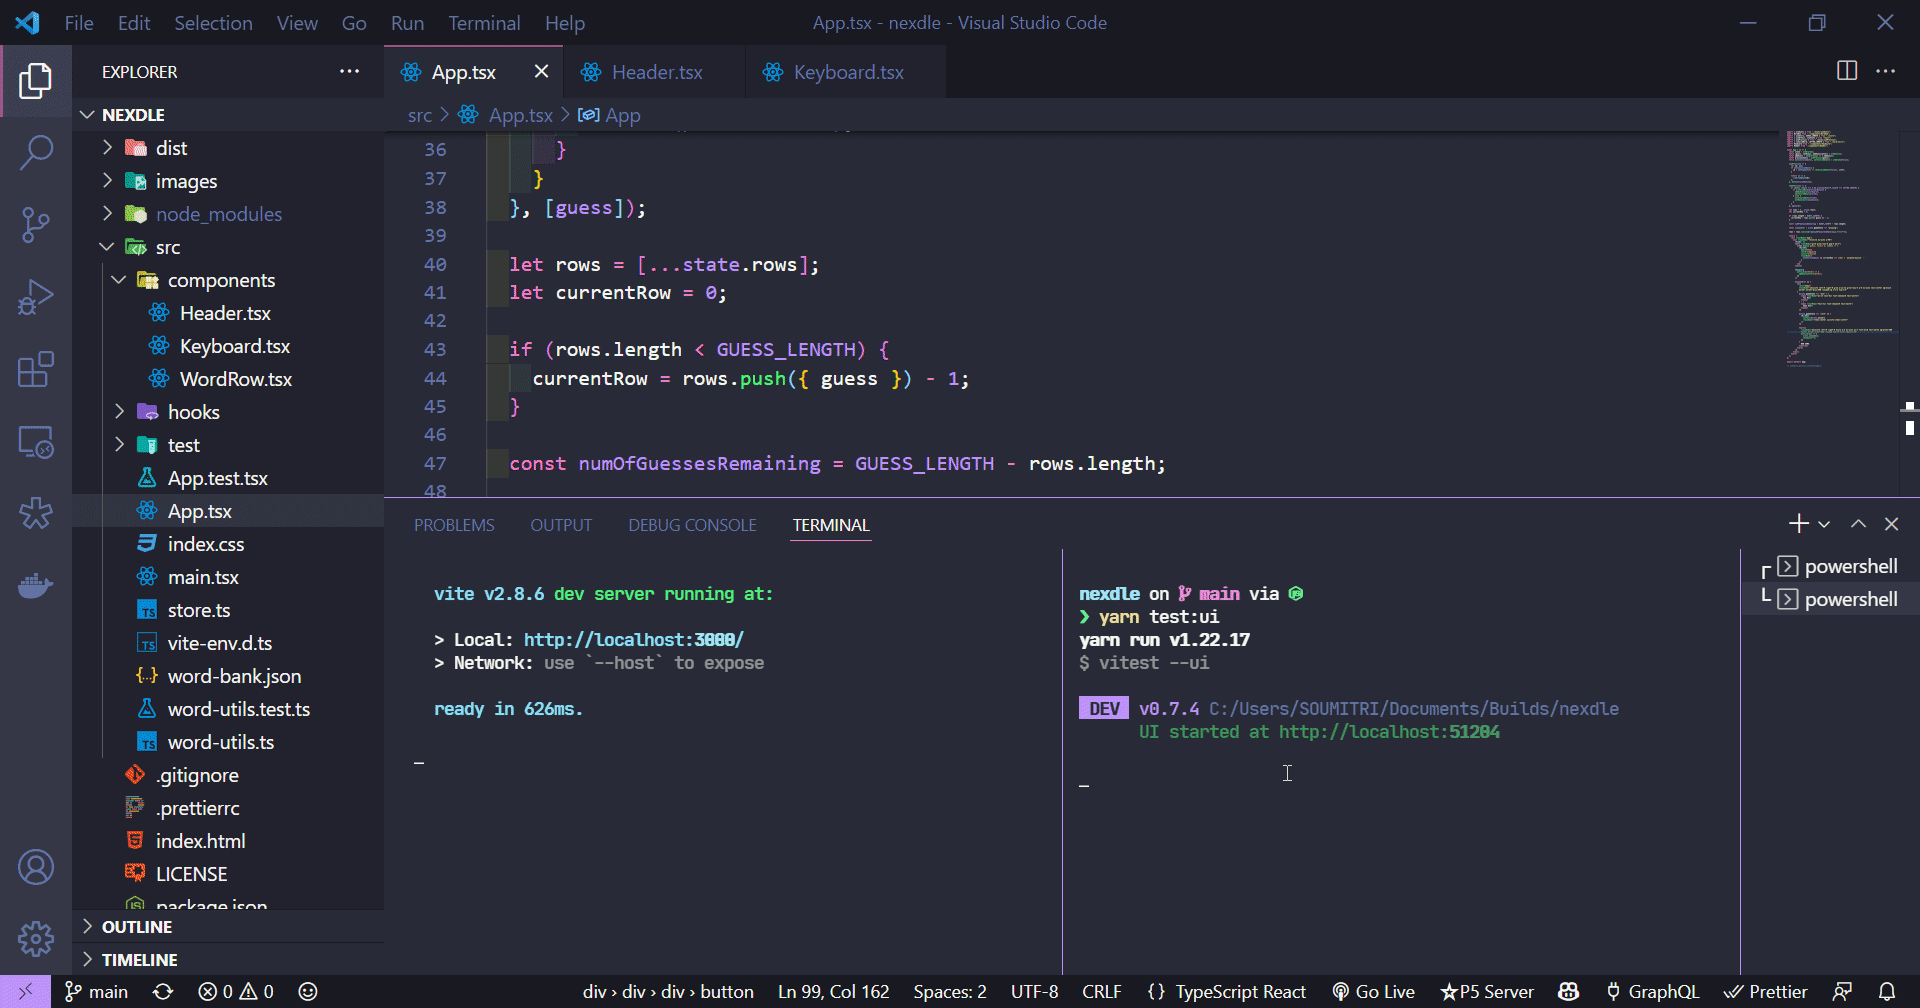 File Edit Selection View Go Run Terminal Help
App.tsx - nexdle - Visual Studio Code
EXPLORER
NEXDLE
dist
images
node_modules
src
components
Header.tsx
Keyboard.tsx
WordRow.tsx
hooks
test
App.test.tsx
App.tsx
index.css
main.tsx
store.ts
vite-env.d.ts
word-bank.json
word-utils.test.ts
word-utils.ts
.gitignore
.prettierrc
index.html
LICENSE
package.json
OUTLINE
TIMELINE
App.tsx Header.tsx Keyboard.tsx
src > App.tsx > App
36 }
37 }
38 }, [guess]);
39
40 let rows = [...state.rows];
41 let currentRow = 0;
42
43 if (rows.length < GUESS_LENGTH) {
44 currentRow = rows.push({ guess }) - 1;
45 }
46
47 const numOfGuessesRemaining = GUESS_LENGTH - rows.length;
48
PROBLEMS OUTPUT DEBUG CONSOLE TERMINAL
vite v2.8.6 dev server running at:
> Local: http://localhost:3000/
> Network: use `--host` to expose
ready in 626ms.
nexdle on main via
❯ yarn test:ui
yarn run v1.22.17
$ vitest --ui
DEV v0.7.4 C:/Users/SOUMITRI/Documents/Builds/nexdle
UI started at http://localhost:51204
powershell
powershell
main 0 0 div › div › div › button Ln 99, Col 162 Spaces: 2 UTF-8 CRLF {} TypeScript React Go Live P5 Server GraphQL Prettier